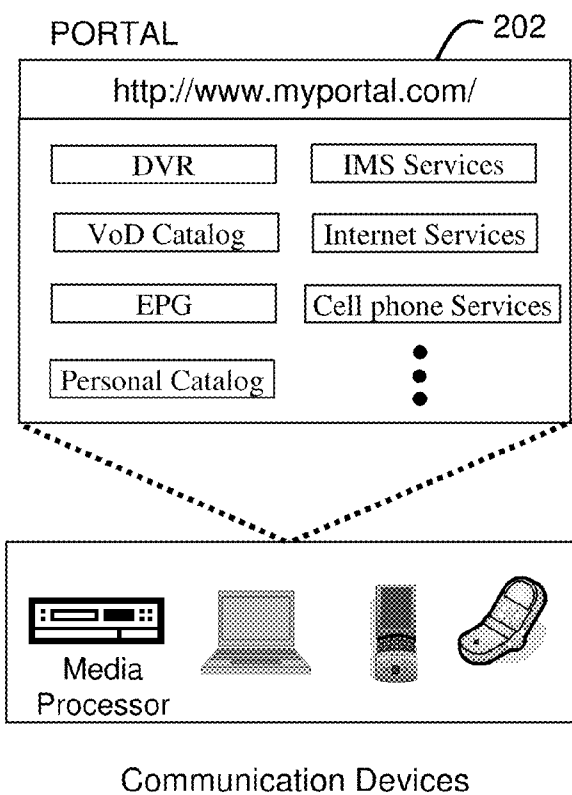 PORTAL
202
http://www.myportal.com/
DVR
IMS Services
VoD Catalog
Internet Services
EPG
Cell phone Services
Personal Catalog
Media
Processor
Communication Devices